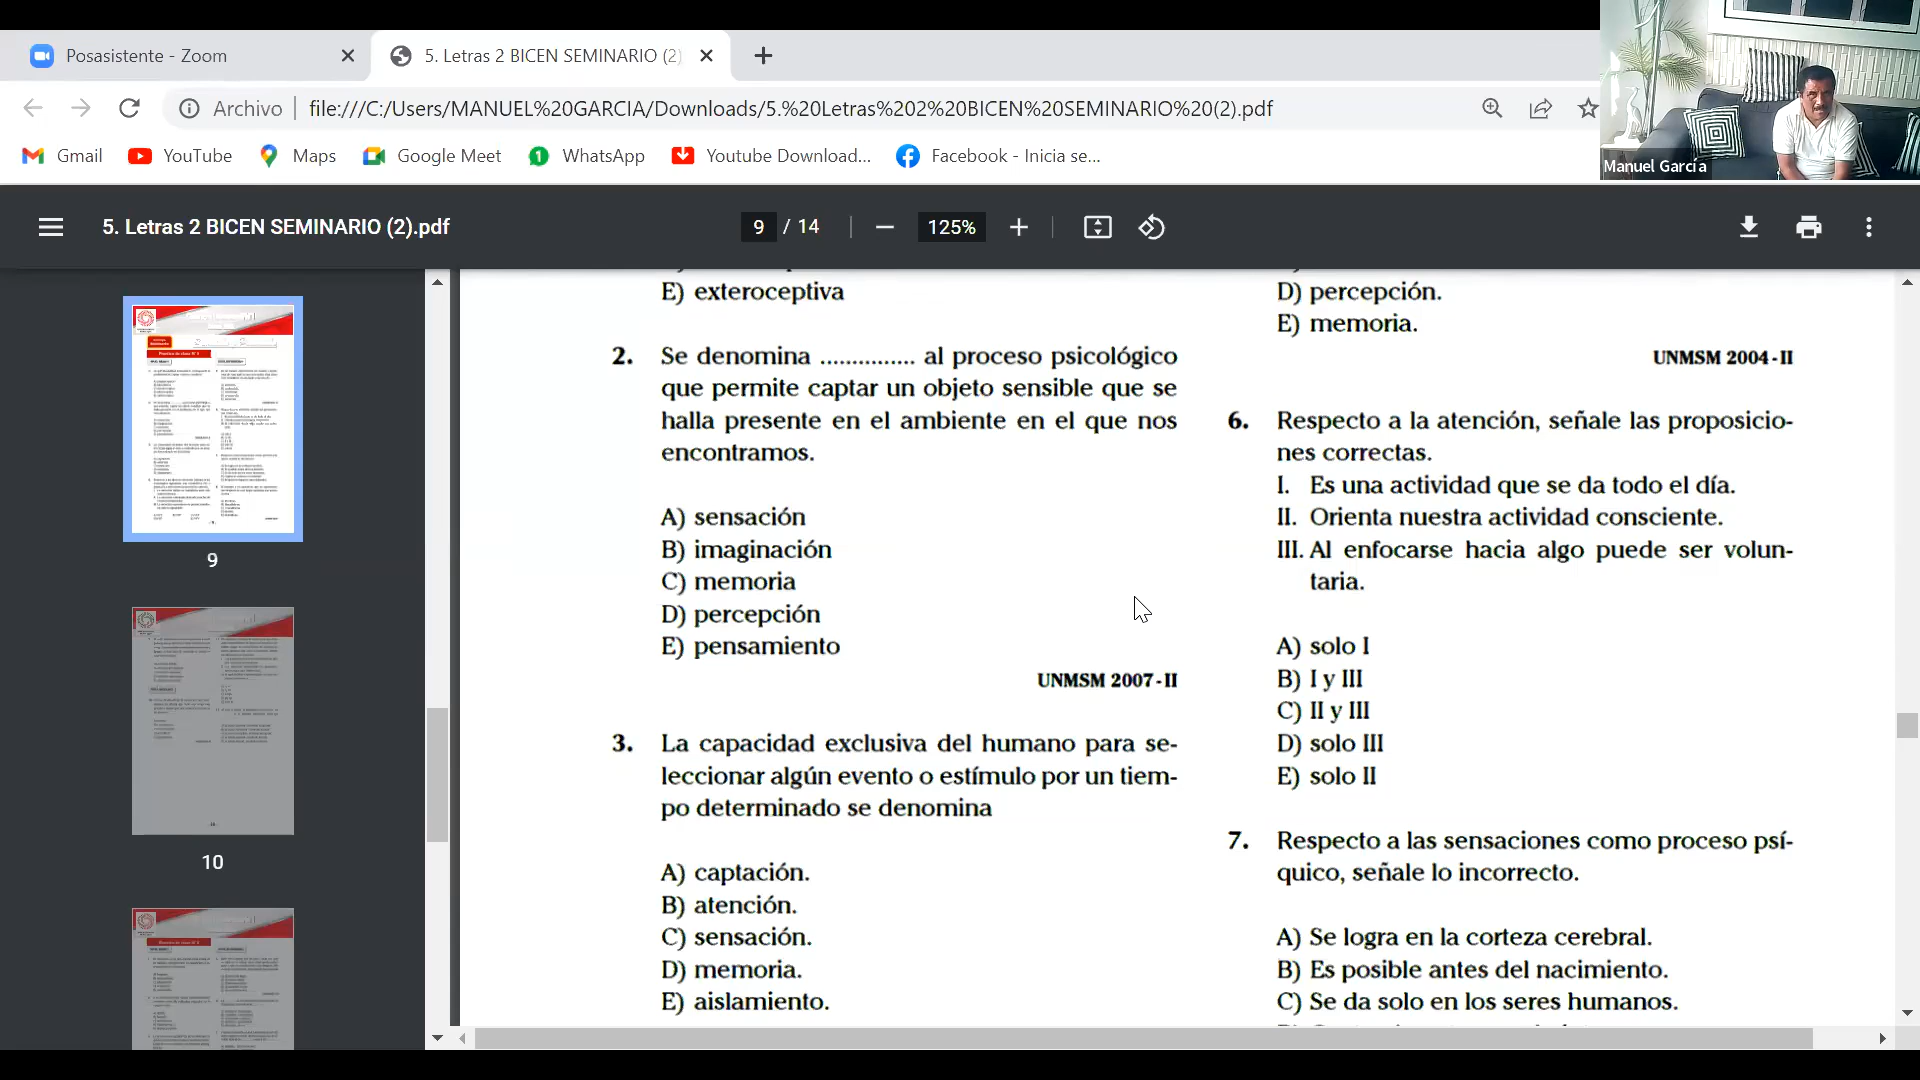 Posasistente - Zoom
5. Letras 2 BICEN SEMINARIO (2)
Archivo
file:///C:/Users/MANUEL%20GARCIA/Downloads/5.%20Letras%202%20BICEN%20SEMINARIO%20(2).pdf
Gmail
YouTube
Maps
Google Meet
WhatsApp
Youtube Download...
Facebook - Inicia se...
Manuel García
5. Letras 2 BICEN SEMINARIO (2).pdf
9 / 14
125%
9
10
E) exteroceptiva
2. Se denomina ............... al proceso psicológico
que permite captar un objeto sensible que se
halla presente en el ambiente en el que nos
encontramos.
A) sensación
B) imaginación
C) memoria
D) percepción
E) pensamiento
UNMSM 2007-II
3. La capacidad exclusiva del humano para se-
leccionar algún evento o estímulo por un tiem-
po determinado se denomina
A) captación.
B) atención.
C) sensación.
D) memoria.
E) aislamiento.
D) percepción.
E) memoria.
UNMSM 2004-II
6. Respecto a la atención, señale las proposicio-
nes correctas.
I. Es una actividad que se da todo el día.
II. Orienta nuestra actividad consciente.
III. Al enfocarse hacia algo puede ser volun-
taria.
A) solo I
B) I y III
C) II y III
D) solo III
E) solo II
7. Respecto a las sensaciones como proceso psí-
quico, señale lo incorrecto.
A) Se logra en la corteza cerebral.
B) Es posible antes del nacimiento.
C) Se da solo en los seres humanos.